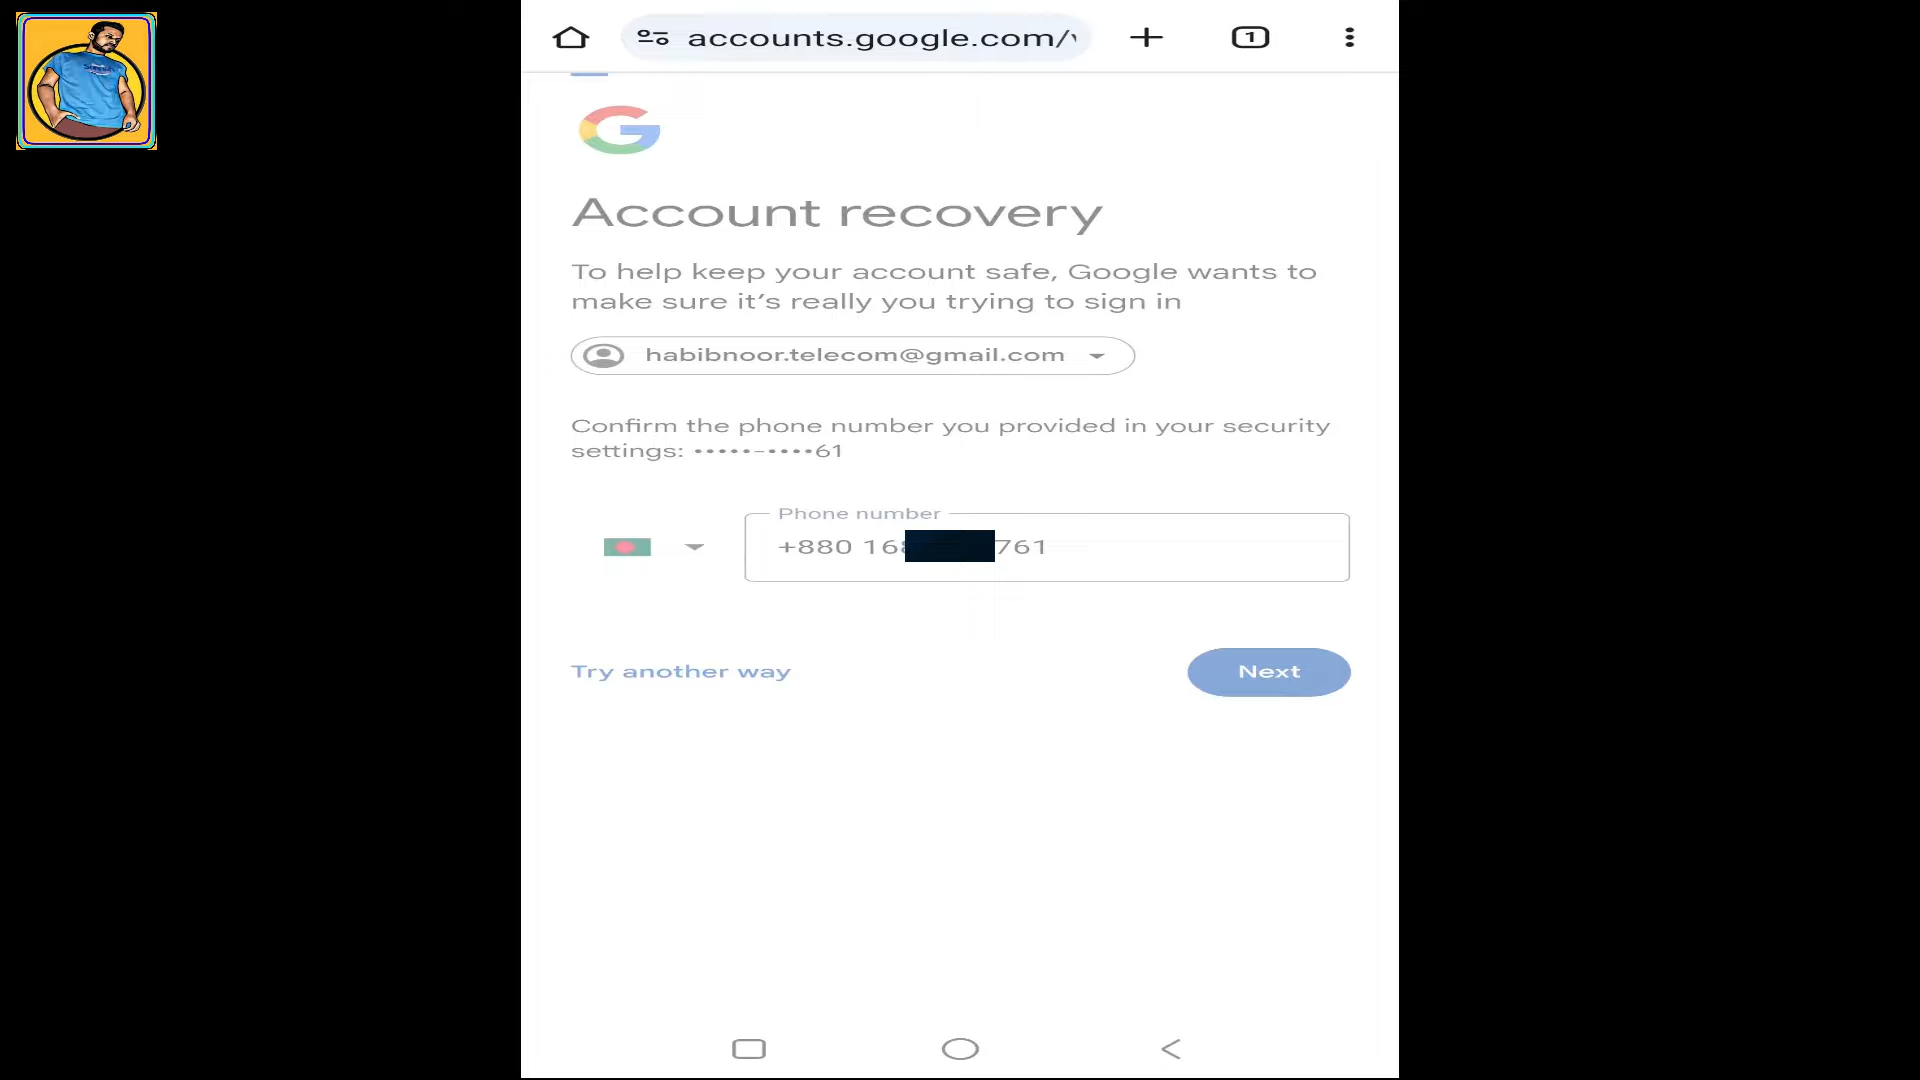 accounts.google.com/
1
Account recovery
To help keep your account safe, Google wants to
make sure it's really you trying to sign in
habibnoor.telecom@gmail.com
Confirm the phone number you provided in your security
settings: •••••-••••61
Phone number
+880 16 761
Try another way
Next